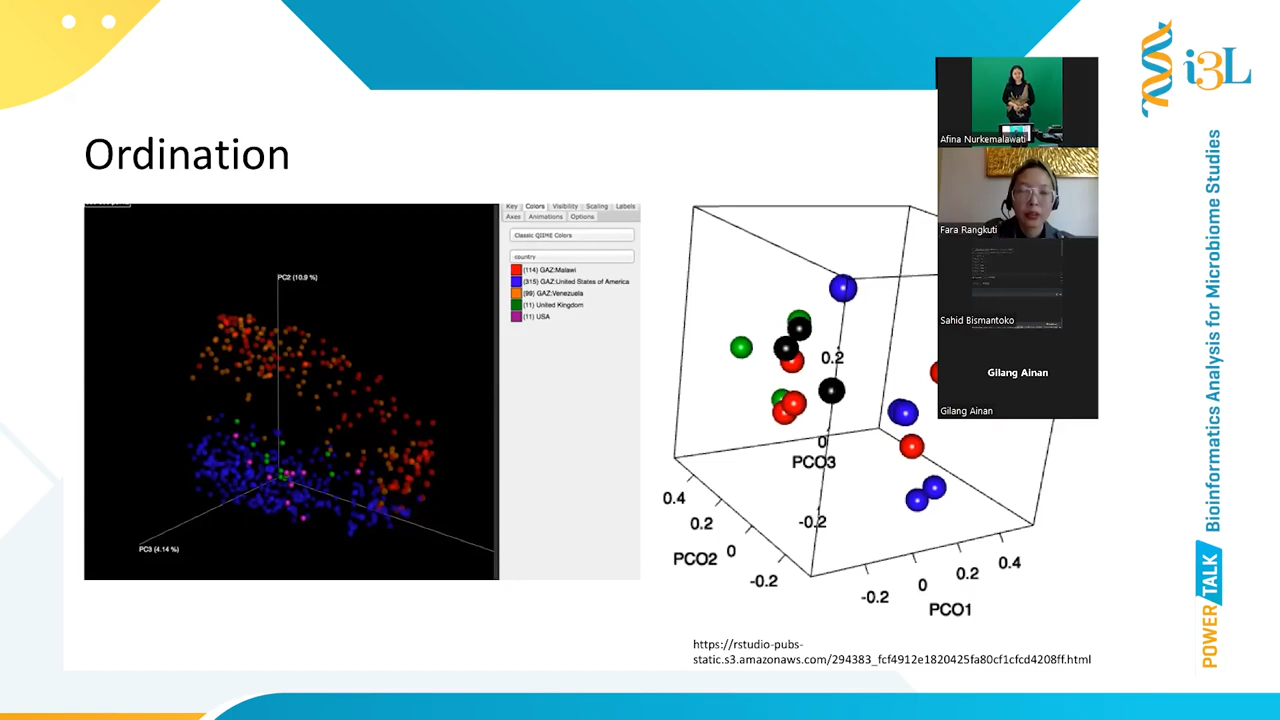 i3L
Ordination
Key Colors Visibility Scaling Labels
Axes Animations Options
Classic QIIME Colors
country
(114) GAZ:Malawi
(315) GAZ:United States of America
(99) GAZ:Venezuela
(11) United Kingdom
(11) USA
PC2 (10.9 %)
PC3 (4.14 %)
0.2
0
PCO3
-0.2
0.4
0.2
0
-0.2
PCO2
-0.2
0
0.2
0.4
PCO1
Afina Nurkemalawati
Fara Rangkuti
Sahid Bismantoko
Gilang Ainan
Gilang Ainan
https://rstudio-pubs-
static.s3.amazonaws.com/294383_fcf4912e1820425fa80cf1cfcd4208ff.html
POWER TALK Bioinformatics Analysis for Microbiome Studies